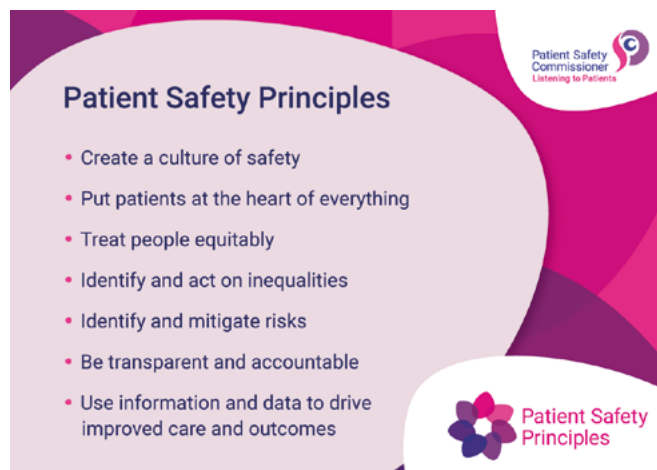 Patient Safety
Commissioner
Listening to Patients
Patient Safety Principles
• Create a culture of safety
• Put patients at the heart of everything
• Treat people equitably
• Identify and act on inequalities
• Identify and mitigate risks
• Be transparent and accountable
• Use information and data to drive
improved care and outcomes
Patient Safety
Principles